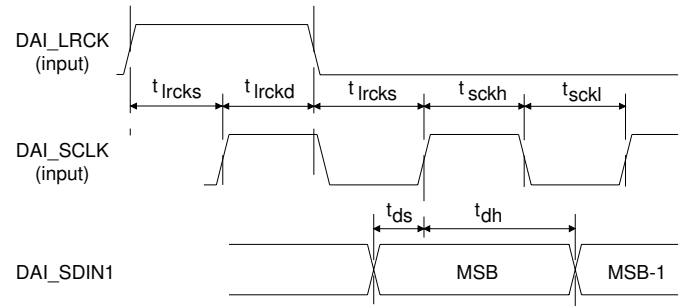 DAI_LRCK
(input)
t lrcks
t lrckd
t lrcks
t sckh
t sckl
DAI_SCLK
(input)
t ds
t dh
DAI_SDIN1
MSB
MSB-1